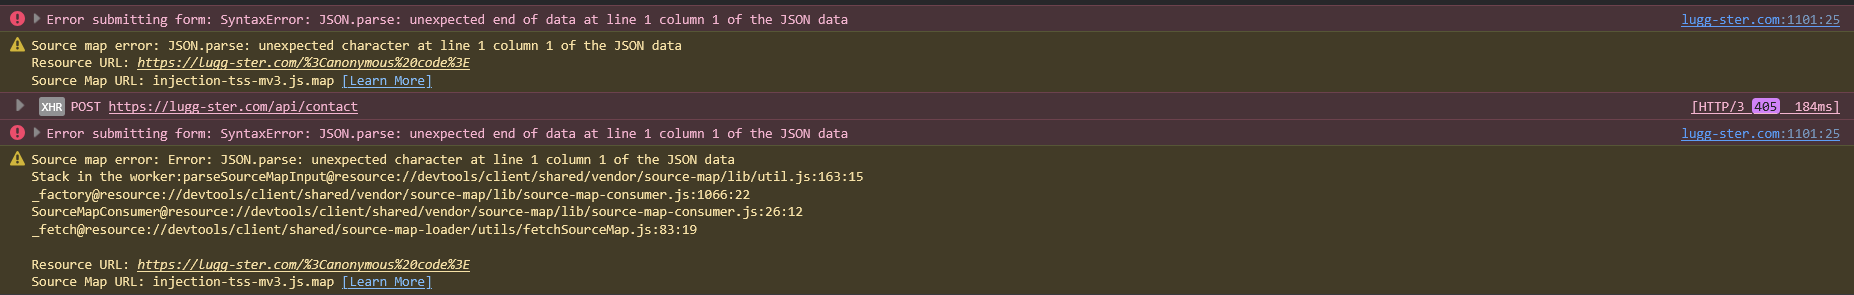 Error submitting form: SyntaxError: JSON.parse: unexpected end of data at line 1 column 1 of the JSON data lugg-ster.com:1101:25
Source map error: JSON.parse: unexpected character at line 1 column 1 of the JSON data
Resource URL: https://lugg-ster.com/%3Canonymous%20code%3E
Source Map URL: injection-tss-mv3.js.map [Learn More]
XHR POST https://lugg-ster.com/api/contact [HTTP/3 405 184ms]
Error submitting form: SyntaxError: JSON.parse: unexpected end of data at line 1 column 1 of the JSON data lugg-ster.com:1101:25
Source map error: Error: JSON.parse: unexpected character at line 1 column 1 of the JSON data
Stack in the worker:parseSourceMapInput@resource://devtools/client/shared/vendor/source-map/lib/util.js:163:15
_factory@resource://devtools/client/shared/vendor/source-map/lib/source-map-consumer.js:1066:22
SourceMapConsumer@resource://devtools/client/shared/vendor/source-map/lib/source-map-consumer.js:26:12
_fetch@resource://devtools/client/shared/source-map-loader/utils/fetchSourceMap.js:83:19
Resource URL: https://lugg-ster.com/%3Canonymous%20code%3E
Source Map URL: injection-tss-mv3.js.map [Learn More]